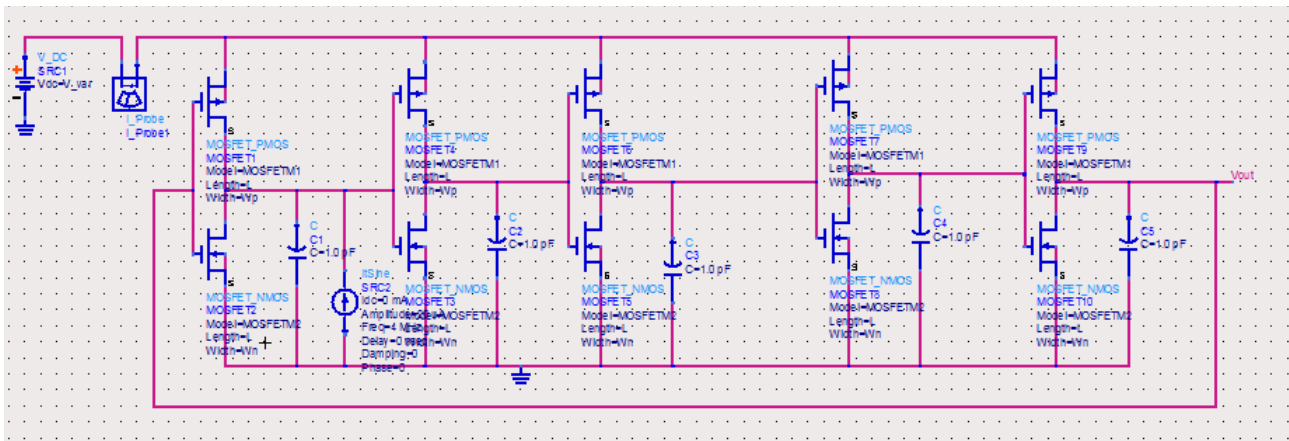 V_DC
SRC1
Vdc=V_var
I_Probe
I_Probe1
S
MOSFET_PMOS
MOSFET1
Model=MOSFETM1
Length=L
Width=Wp
S
MOSFET_NMOS
MOSFET2
Model=MOSFETM2
Length=L
Width=Wn
C
C1
C=1.0 pF
ItSine
SRC2
Idc=0 mA
Freq=4
Delay=0
Damping=0
Phase=0
S
MOSFET_PMOS
MOSFET4
Model=MOSFETM1
Length=L
Width=Wp
S
MOSFET_NMOS
MOSFET3
Model=MOSFETM2
Length=L
Width=Wn
C
C2
C=1.0 pF
S
MOSFET_PMOS
MOSFET6
Model=MOSFETM1
Length=L
Width=Wp
S
MOSFET_NMOS
MOSFET5
Model=MOSFETM2
Length=L
Width=Wn
C
C3
C=1.0 pF
S
MOSFET_PMOS
MOSFET7
Model=MOSFETM1
Length=L
Width=Wp
S
MOSFET_NMOS
MOSFET8
Model=MOSFETM2
Length=L
Width=Wn
C
C4
C=1.0 pF
S
MOSFET_PMOS
MOSFET9
Model=MOSFETM1
Length=L
Width=Wp
S
MOSFET_NMOS
MOSFET10
Model=MOSFETM2
Length=L
Width=Wn
C
C5
C=1.0 pF
Vout